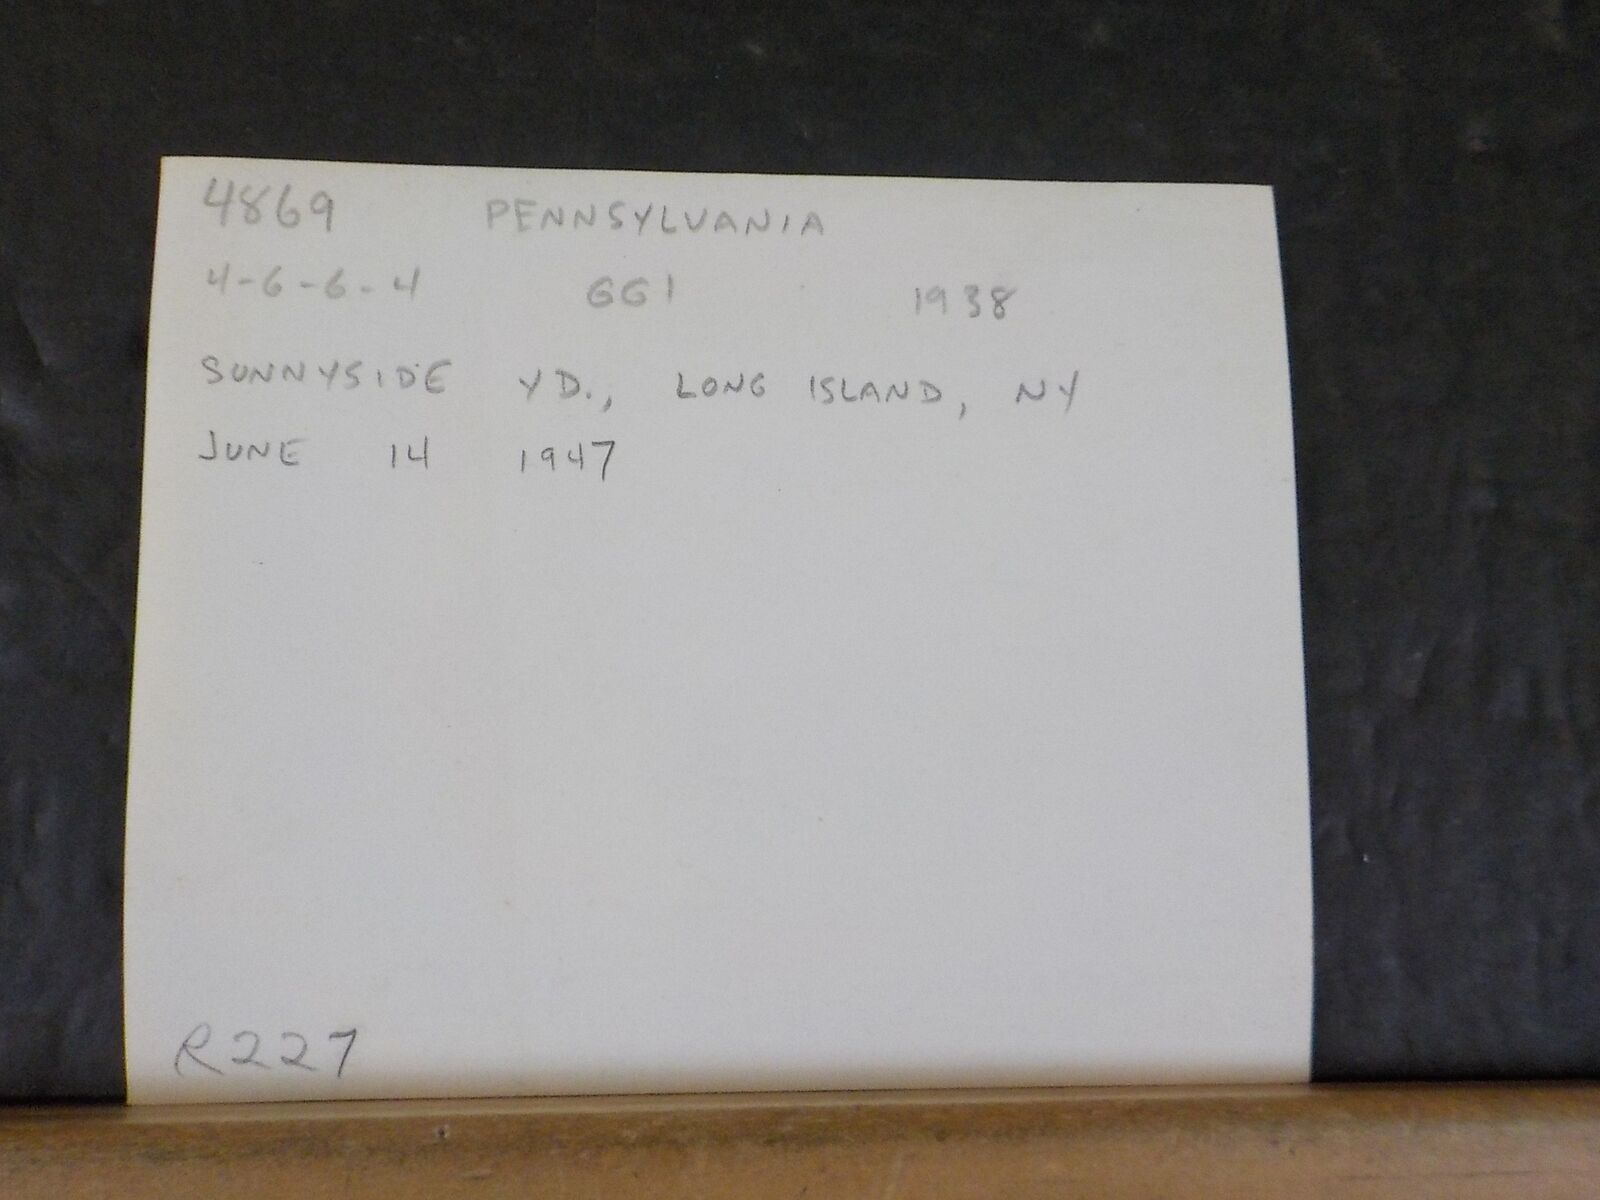 4869 PENNSYLVANIA
4-6-6-4 GG1 1938
SUNNYSIDE YD., LONG ISLAND, NY
JUNE 14 1947
R227